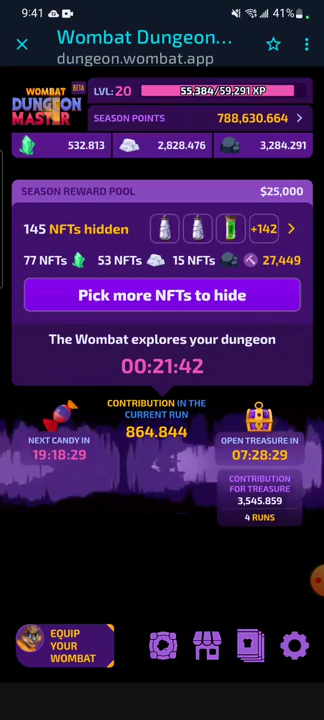 9:41
41%
Wombat Dungeon...
dungeon.wombat.app
WOMBAT
BETA
DUNGEON
MASTER
LVL: 20
55,384/59,291 XP
SEASON POINTS
788,630.664
532.813
2,828.476
3,284.291
SEASON REWARD POOL
$25,000
145 NFTs hidden
+142
77 NFTs
53 NFTs
15 NFTs
27,449
Pick more NFTs to hide
The Wombat explores your dungeon
00:21:42
CONTRIBUTION IN THE
CURRENT RUN
864.844
NEXT CANDY IN
19:18:29
OPEN TREASURE IN
07:28:29
CONTRIBUTION
FOR TREASURE
3,545.859
4 RUNS
EQUIP
YOUR
WOMBAT